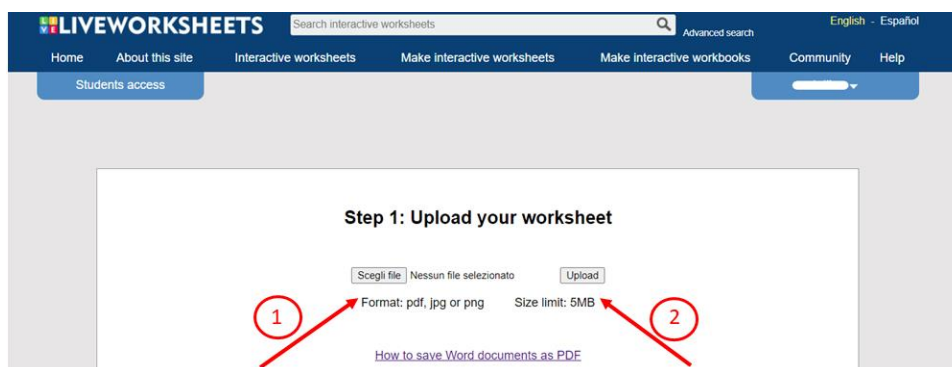 LIVEWORKSHEETS Search interactive worksheets Advanced search English - Español
Home About this site Interactive worksheets Make interactive worksheets Make interactive workbooks Community Help
Students access
Step 1: Upload your worksheet
Scegli file Nessun file selezionato Upload
Format: pdf, jpg or png Size limit: 5MB
1 2
How to save Word documents as PDF